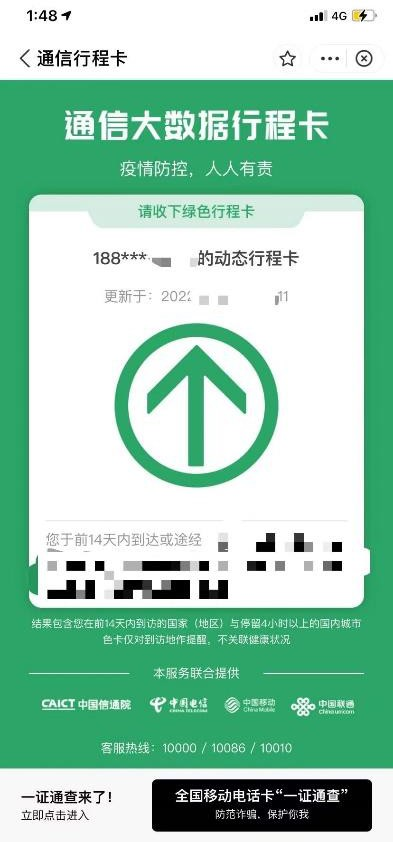 1:48
4G
通信行程卡
通信大数据行程卡
疫情防控，人人有责
请收下绿色行程卡
188***的动态行程卡
更新于：202 11
您于前14天内到达或途经
结果包含您在前14天内到访的国家（地区）与停留4小时以上的国内城市
色卡仅对到访地作提醒，不关联健康状况
本服务联合提供
CAICT 中国信通院
中国电信
CHINA TELECOM
中国移动
China Mobile
中国联通
China unicom
客服热线：10000 / 10086 / 10010
一证通查来了！
立即点击进入
全国移动电话卡“一证通查”
防范诈骗、保护你我